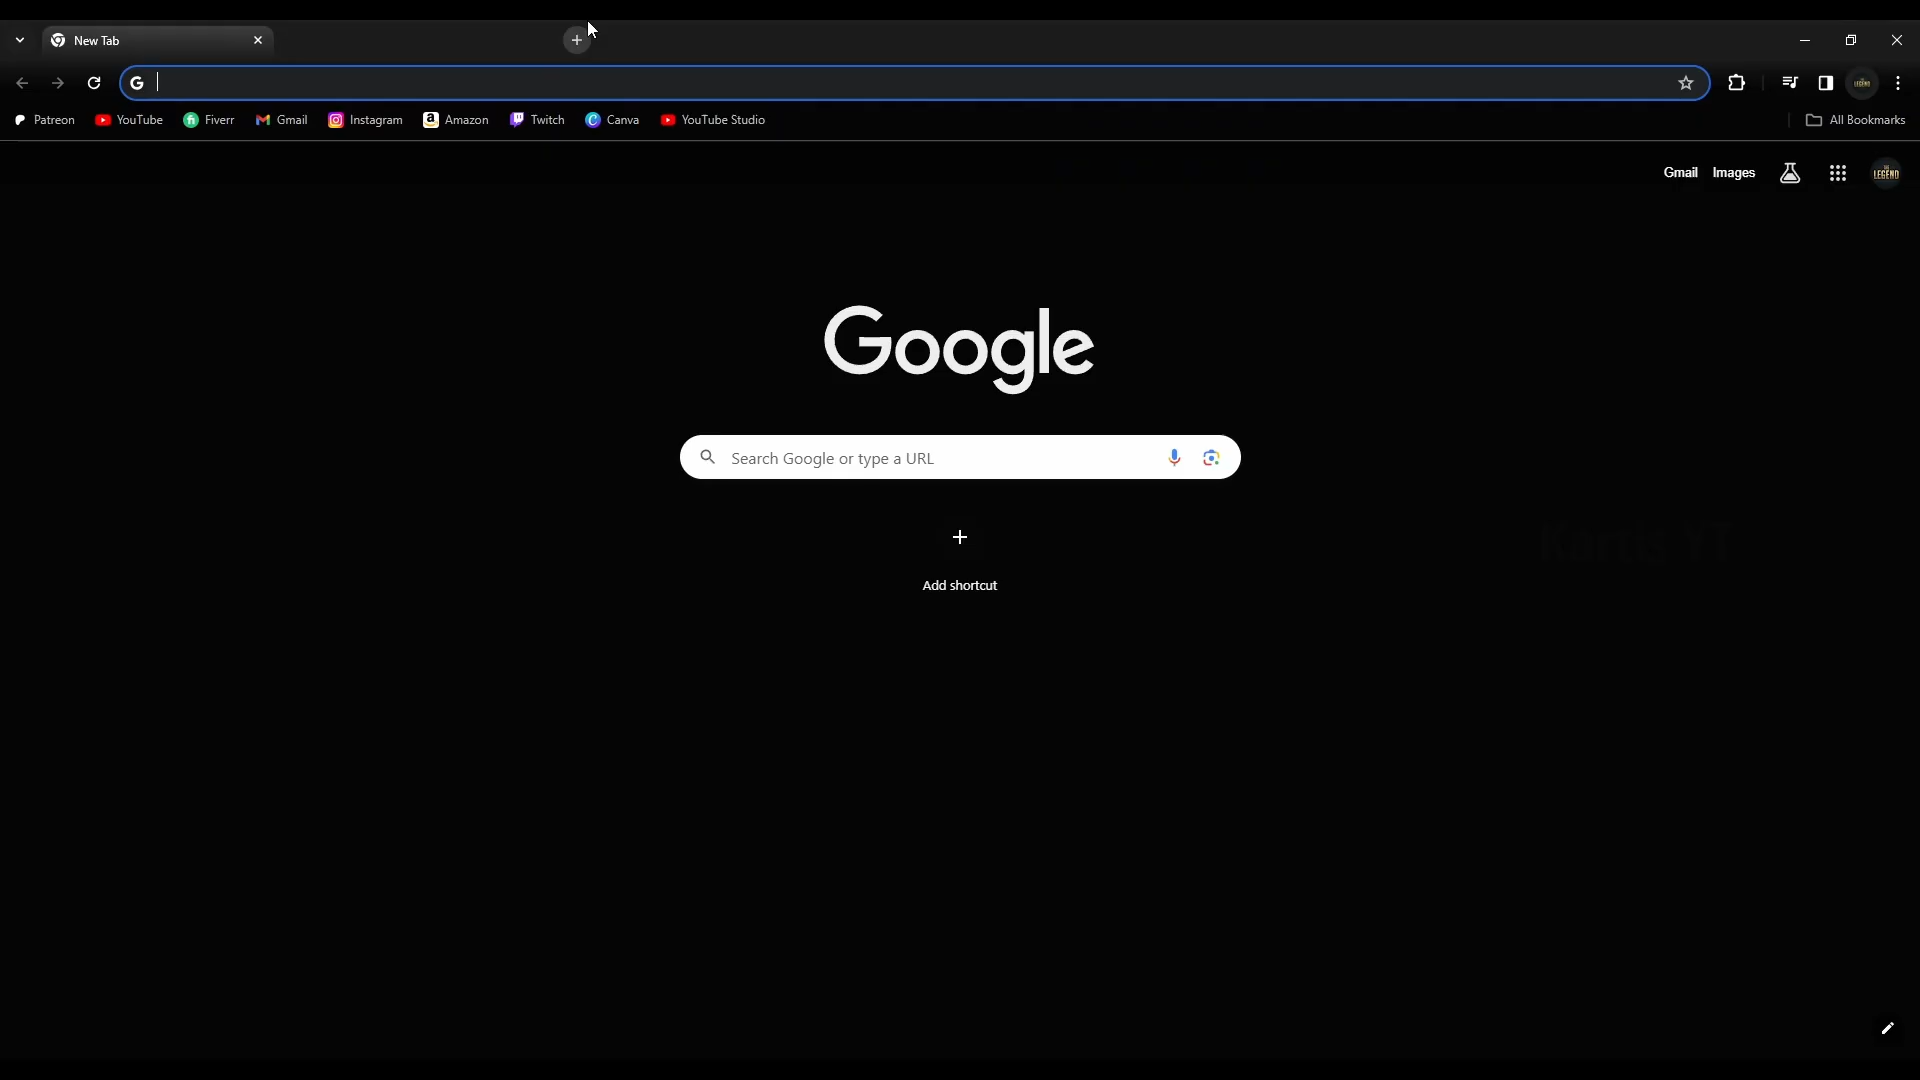 New Tab
Patreon YouTube Fiverr Gmail Instagram Amazon Twitch Canva YouTube Studio All Bookmarks
Gmail Images LEGEND
Google
Search Google or type a URL
Add shortcut